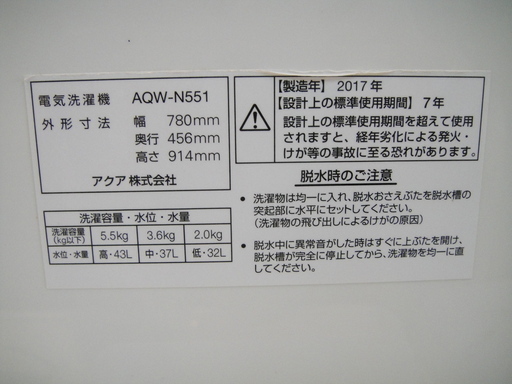 電気洗濯機 AQW-N551
外形寸法 幅 780mm
奥行 456mm
高さ 914mm
アクア株式会社
洗濯容量・水位・水量
洗濯容量(kg以下) 5.5kg 3.6kg 2.0kg
水位・水量 高・43L 中・37L 低・32L
【製造年】2017年
【設計上の標準使用期間】7年
設計上の標準使用期間を超えて使用
されますと、経年劣化による発火・
けが等の事故に至る恐れがあります。
脱水時のご注意
• 洗濯物は均一に入れ、脱水おさえぶたを脱水槽の
突起部に水平にセットしてください。
(洗濯物の飛び出しによるけがの原因)
• 脱水中に異常音がした時はすぐに上ぶたを開け、
脱水槽が完全に停止してから、洗濯物を均一に直
してください。